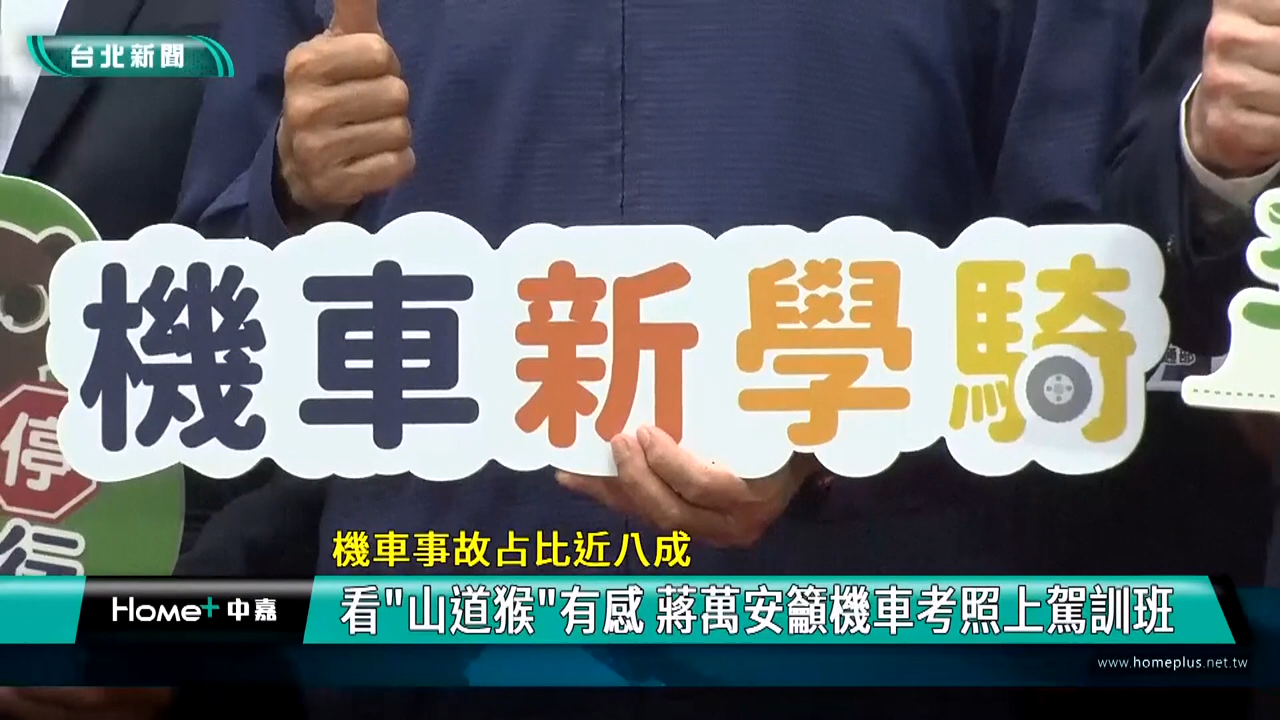 台北新聞
機車新學騎
停
行
機車事故占比近八成
Home+ 中嘉
看"山道猴"有感 蔣萬安籲機車考照上駕訓班
www.homeplus.net.tw